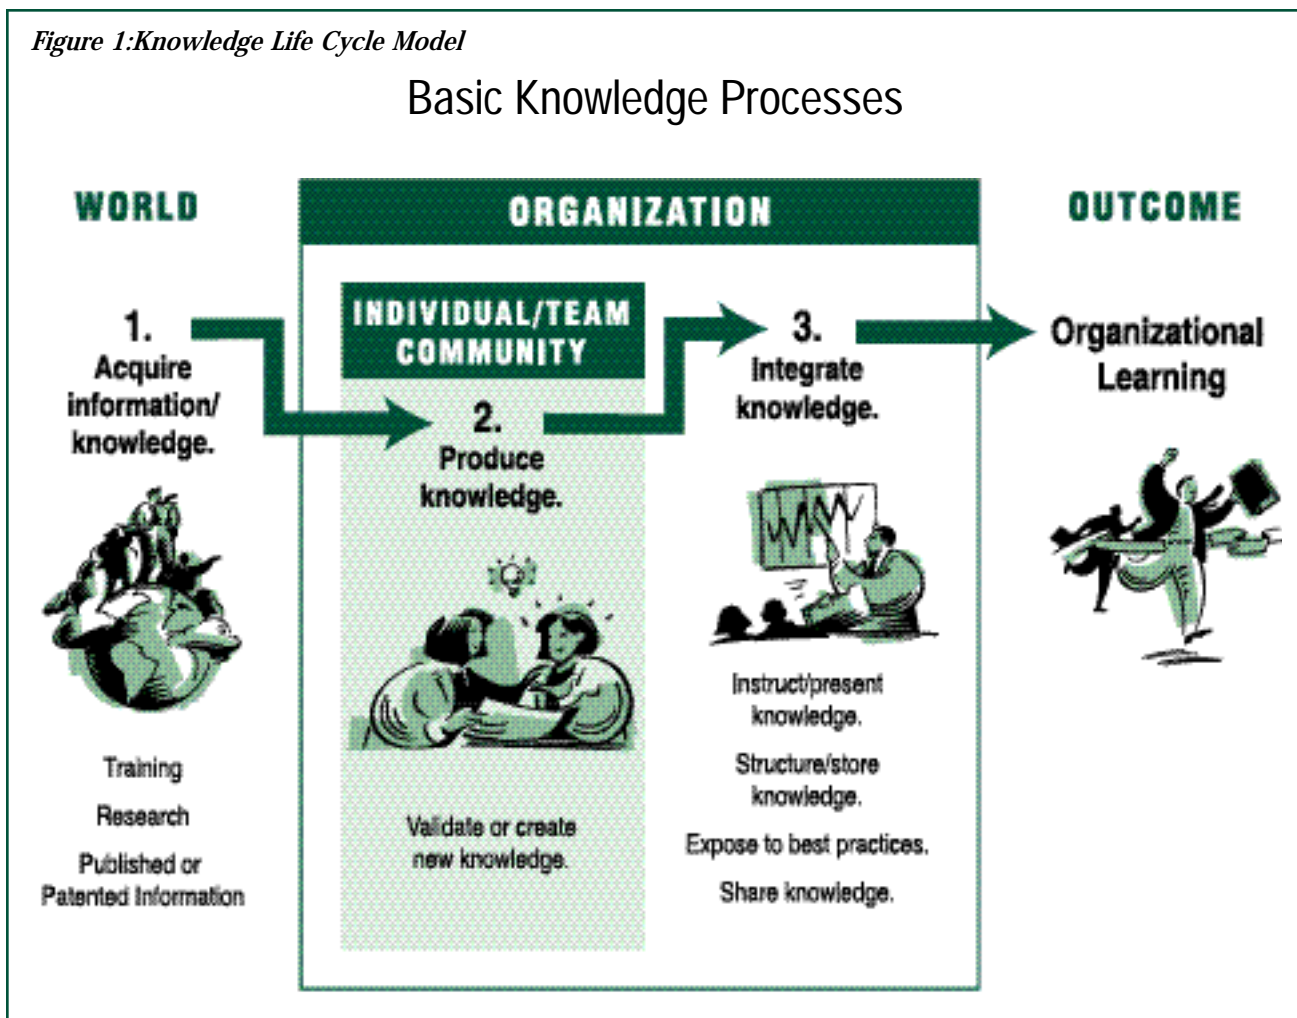 Figure 1:Knowledge Life Cycle Model
Basic Knowledge Processes
WORLD
1.
Acquire
information/
knowledge.
Training
Research
Published or
Patented Information
ORGANIZATION
INDIVIDUAL/TEAM
COMMUNITY
2.
Produce
knowledge.
Validate or create
new knowledge.
3.
Integrate
knowledge.
Instruct/present
knowledge.
Structure/store
knowledge.
Expose to best practices.
Share knowledge.
OUTCOME
Organizational
Learning